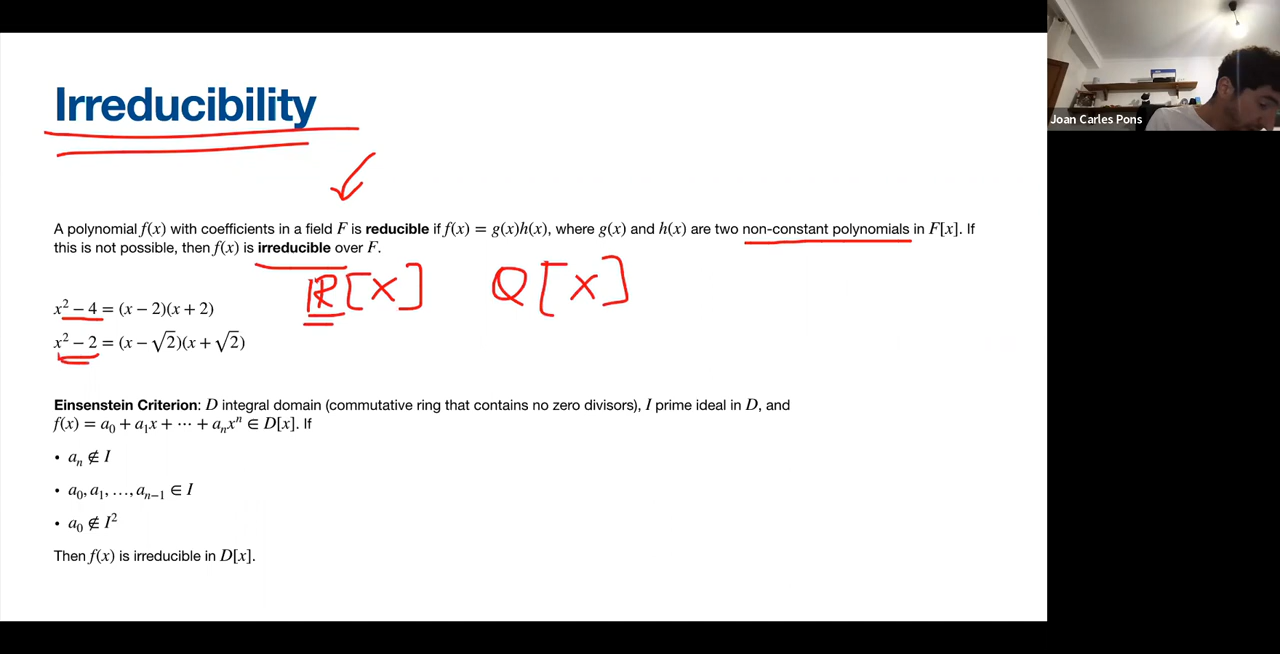 Irreducibility
Joan Carles Pons
A polynomial f(x) with coefficients in a field F is reducible if f(x) = g(x)h(x), where g(x) and h(x) are two non-constant polynomials in F[x]. If
this is not possible, then f(x) is irreducible over F.
ℝ[x] Q[x]
x² − 4 = (x − 2)(x + 2)
x² − 2 = (x − √2)(x + √2)
Einsenstein Criterion: D integral domain (commutative ring that contains no zero divisors), I prime ideal in D, and
f(x) = a₀ + a₁x + ⋯ + aₙxⁿ ∈ D[x]. If
• aₙ ∉ I
• a₀, a₁, …, aₙ₋₁ ∈ I
• a₀ ∉ I²
Then f(x) is irreducible in D[x].